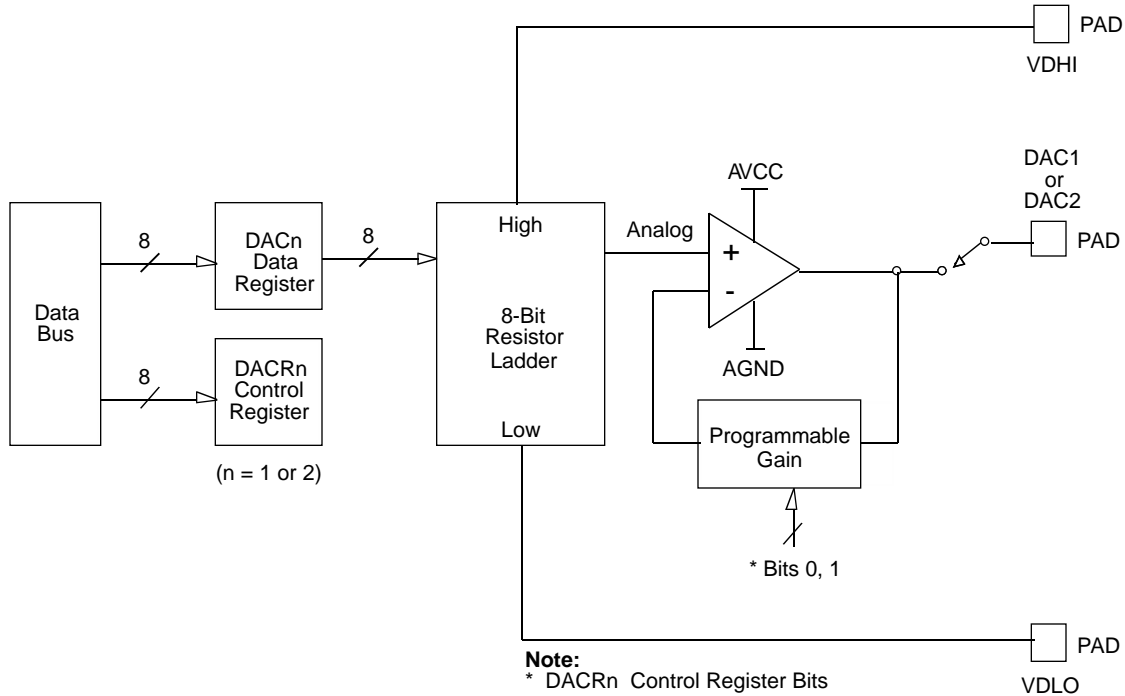 PAD
VDHI
DAC1
or
DAC2
PAD
AVCC
Analog
+
-
AGND
High
8-Bit
Resistor
Ladder
Low
8
DACn
Data
Register
8
Data
Bus
8
DACRn
Control
Register
(n = 1 or 2)
Programmable
Gain
* Bits 0, 1
PAD
VDLO
Note:
* DACRn Control Register Bits